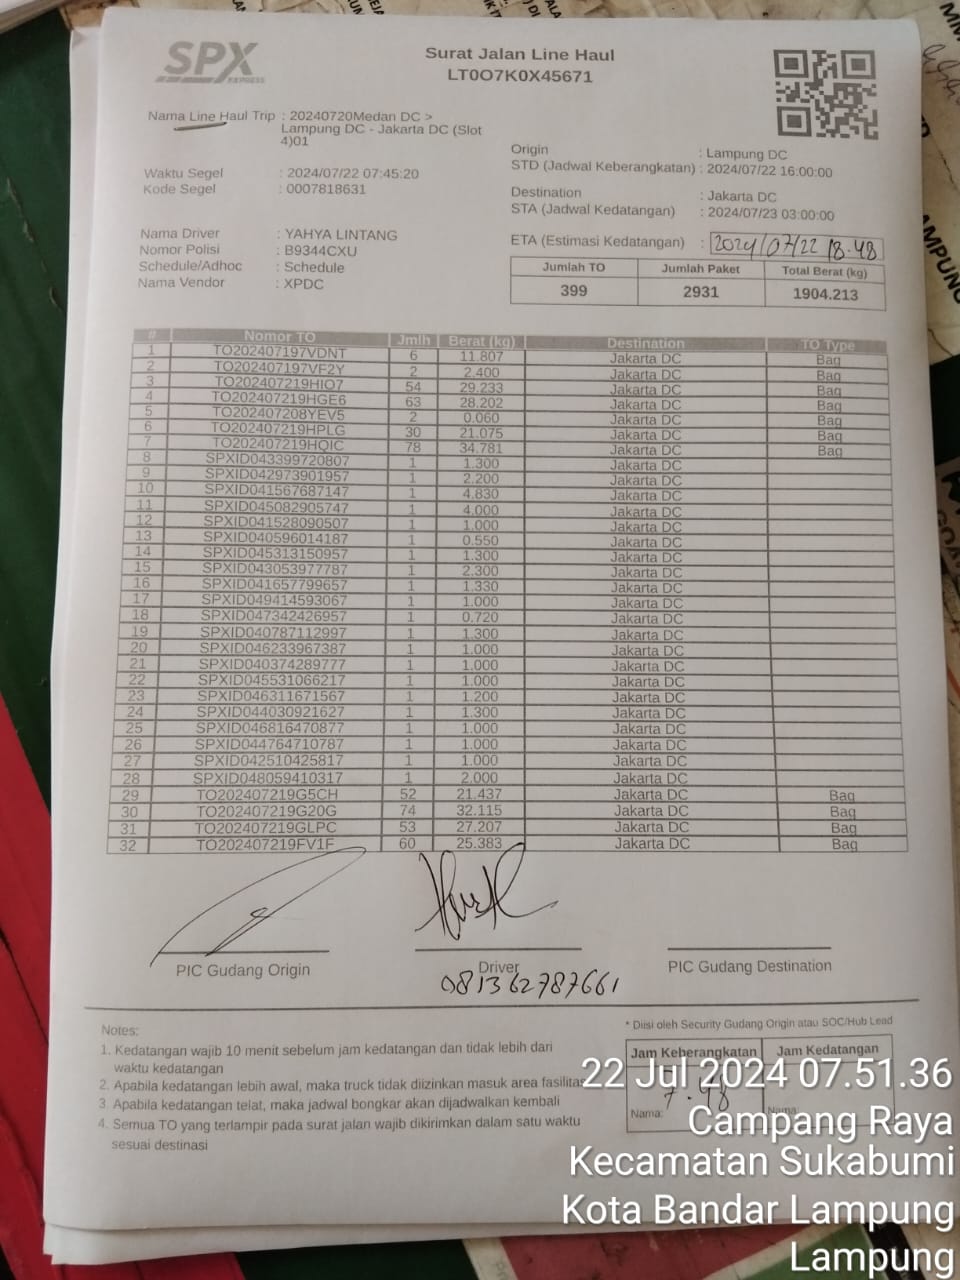 SPX
EXPRESS
Surat Jalan Line Haul
LT0O7K0X45671
Nama Line Haul Trip : 20240720Medan DC >
Lampung DC - Jakarta DC (Slot
4)01
Waktu Segel : 2024/07/22 07:45:20
Kode Segel : 0007818631
Nama Driver : YAHYA LINTANG
Nomor Polisi : B9344CXU
Schedule/Adhoc : Schedule
Nama Vendor : XPDC
Origin : Lampung DC
STD (Jadwal Keberangkatan) : 2024/07/22 16:00:00
Destination : Jakarta DC
STA (Jadwal Kedatangan) : 2024/07/23 03:00:00
ETA (Estimasi Kedatangan) : 2024/07/22 18.48
Jumlah TO Jumlah Paket Total Berat (kg)
399 2931 1904.213
# Nomor TO Jmlh Berat (kg) Destination TO Type
1 TO202407197VDNT 6 11.807 Jakarta DC Bag
2 TO202407197VF2Y 2 2.400 Jakarta DC Bag
3 TO202407219HIO7 54 29.233 Jakarta DC Bag
4 TO202407219HGE6 63 28.202 Jakarta DC Bag
5 TO202407208YEV5 2 0.060 Jakarta DC Bag
6 TO202407219HPLG 30 21.075 Jakarta DC Bag
7 TO202407219HQIC 78 34.781 Jakarta DC Bag
8 SPXID043399720807 1 1.300 Jakarta DC
9 SPXID042973901957 1 2.200 Jakarta DC
10 SPXID041567687147 1 4.830 Jakarta DC
11 SPXID045082905747 1 4.000 Jakarta DC
12 SPXID041528090507 1 1.000 Jakarta DC
13 SPXID040596014187 1 0.550 Jakarta DC
14 SPXID045313150957 1 1.300 Jakarta DC
15 SPXID043053977787 1 2.300 Jakarta DC
16 SPXID041657799657 1 1.330 Jakarta DC
17 SPXID049414593067 1 1.000 Jakarta DC
18 SPXID047342426957 1 0.720 Jakarta DC
19 SPXID040787112997 1 1.300 Jakarta DC
20 SPXID046233967387 1 1.000 Jakarta DC
21 SPXID040374289777 1 1.000 Jakarta DC
22 SPXID045531066217 1 1.000 Jakarta DC
23 SPXID046311671567 1 1.200 Jakarta DC
24 SPXID044030921627 1 1.300 Jakarta DC
25 SPXID046816470877 1 1.000 Jakarta DC
26 SPXID044764710787 1 1.000 Jakarta DC
27 SPXID042510425817 1 1.000 Jakarta DC
28 SPXID048059410317 1 2.000 Jakarta DC
29 TO202407219G5CH 52 21.437 Jakarta DC Bag
30 TO202407219G20G 74 32.115 Jakarta DC Bag
31 TO202407219GLPC 53 27.207 Jakarta DC Bag
32 TO202407219FV1F 60 25.383 Jakarta DC Bag
PIC Gudang Origin
Driver
081362787661
PIC Gudang Destination
Notes:
1. Kedatangan wajib 10 menit sebelum jam kedatangan dan tidak lebih dari
waktu kedatangan
2. Apabila kedatangan lebih awal, maka truck tidak diizinkan masuk area fasilitas
3. Apabila kedatangan telat, maka jadwal bongkar akan dijadwalkan kembali
4. Semua TO yang terlampir pada surat jalan wajib dikirimkan dalam satu waktu
sesuai destinasi
* Diisi oleh Security Gudang Origin atau SOC/Hub Lead
Jam Keberangkatan Jam Kedatangan
7.48
Nama: Nama:
22 Jul 2024 07.51.36
Campang Raya
Kecamatan Sukabumi
Kota Bandar Lampung
Lampung